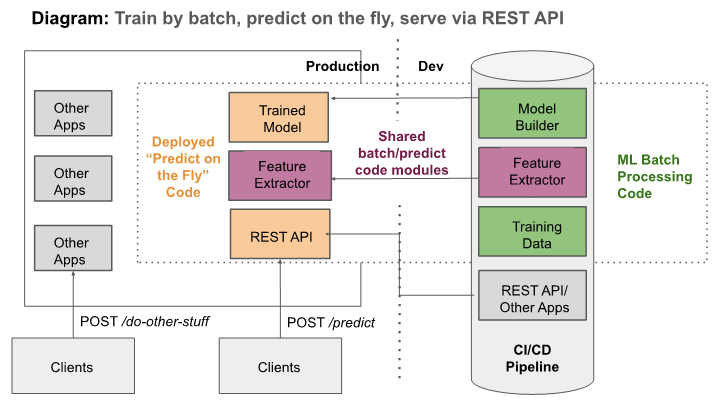 Diagram: Train by batch, predict on the fly, serve via REST API
Production
Dev
Other
Apps
Trained
Model
Model
Builder
Deployed
“Predict on
the Fly”
Code
Shared
batch/predict
code modules
Other
Apps
Feature
Extractor
Feature
Extractor
ML Batch
Processing
Code
Other
Apps
REST API
Training
Data
REST API/
Other Apps
POST /do-other-stuff
POST /predict
Clients
Clients
CI/CD
Pipeline